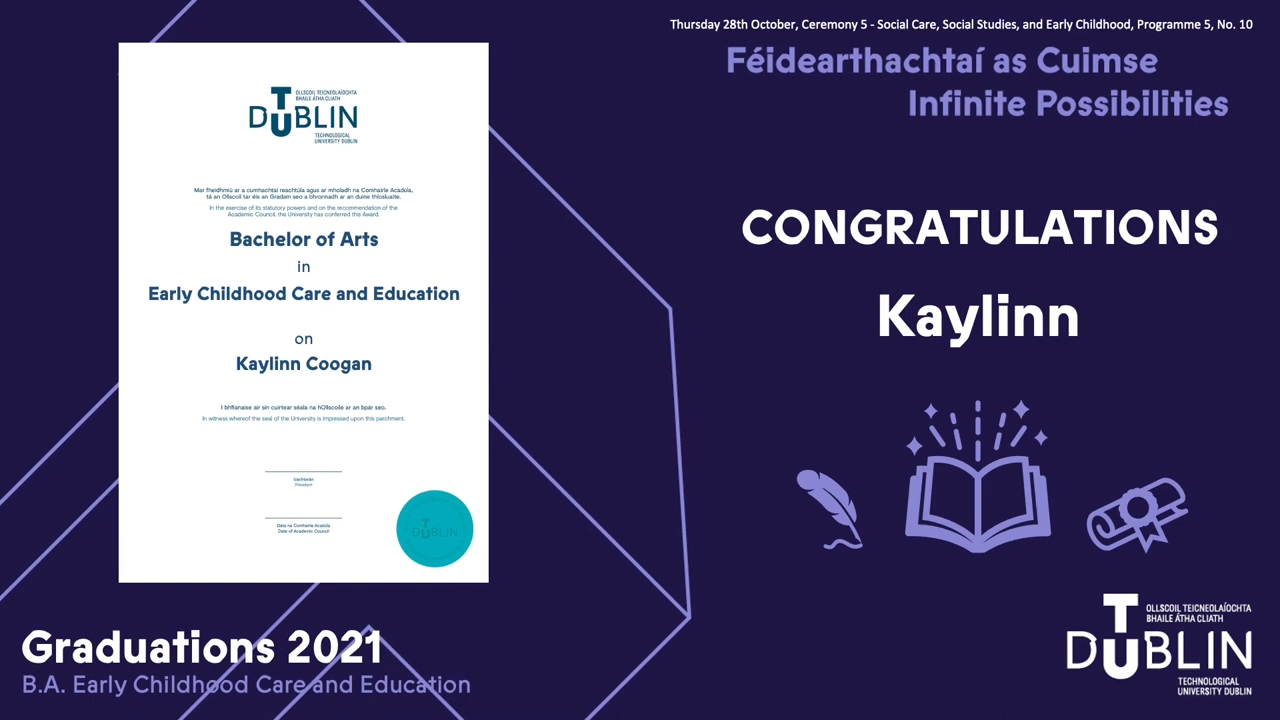 Thursday 28th October, Ceremony 5 - Social Care, Social Studies, and Early Childhood, Programme 5, No. 10
Féidearthachtaí as Cuimse
Infinite Possibilities
CONGRATULATIONS
Kaylinn
OLLSCOIL TEICNEOLAÍOCHTA
BHAILE ÁTHA CLIATH
TU DUBLIN
TECHNOLOGICAL
UNIVERSITY DUBLIN
Mar fheidhmiú ar a cumhachtaí reachtúla agus ar mholadh na Comhairle Acadúla,
tá an Ollscoil tar éis an Gradam seo a bhronnadh ar an duine thíosluaite.
In the exercise of its statutory powers and on the recommendation of the
Academic Council, the University has conferred this Award.
Bachelor of Arts
in
Early Childhood Care and Education
on
Kaylinn Coogan
I bhfianaise air sin cuirtear séala na hOllscoile ar an bpár seo.
In witness whereof the seal of the University is impressed upon this parchment.
Uachtarán
President
Dáta na Comhairle Acadúla
Date of Academic Council
TU DUBLIN
Graduations 2021
B.A. Early Childhood Care and Education
OLLSCOIL TEICNEOLAÍOCHTA
BHAILE ÁTHA CLIATH
TU DUBLIN
TECHNOLOGICAL
UNIVERSITY DUBLIN